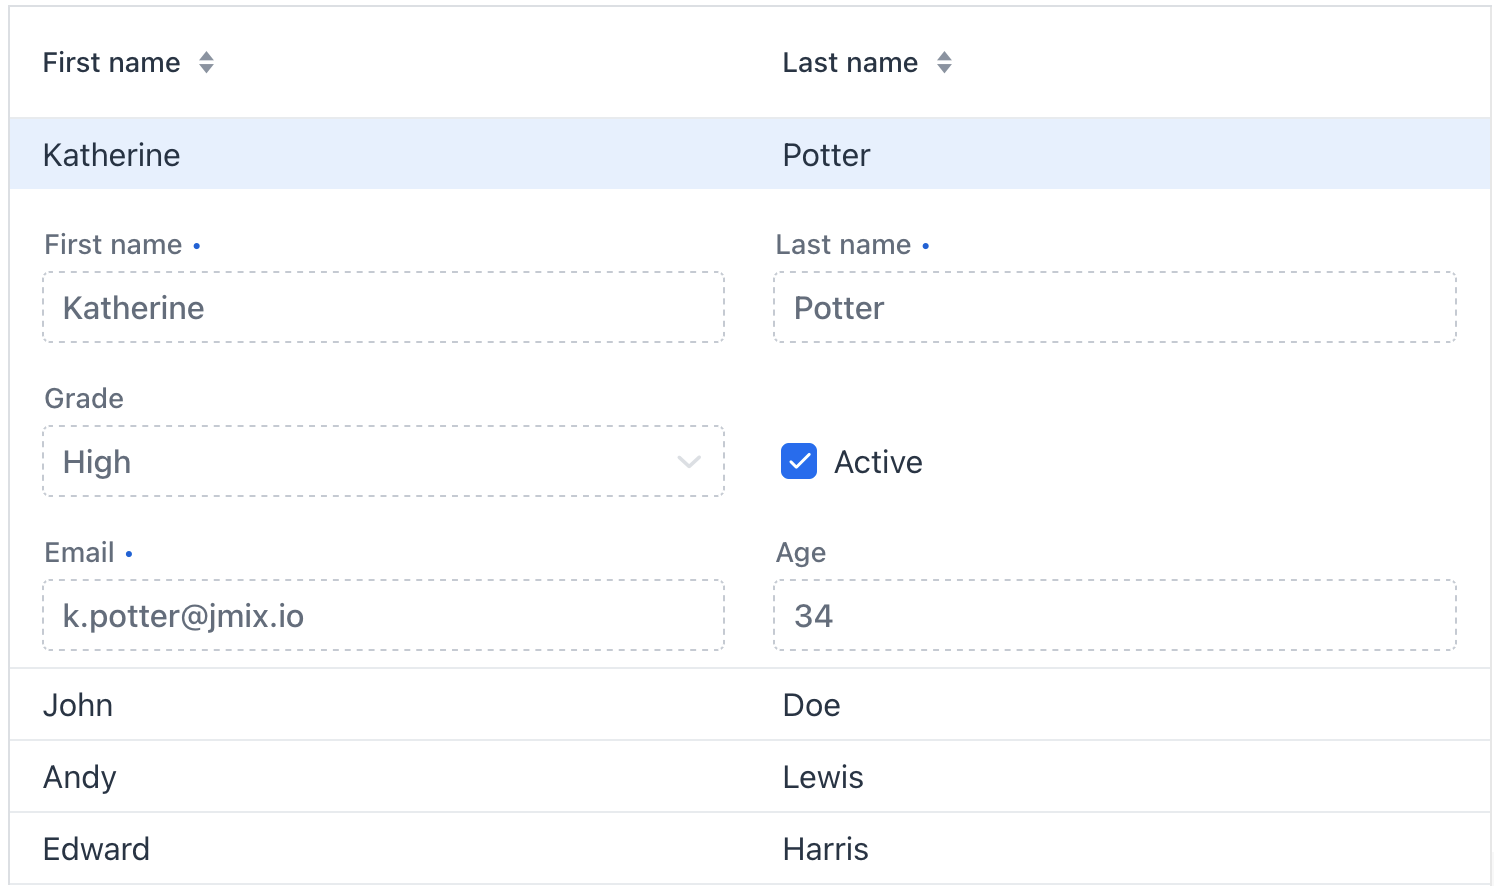 First name Last name
Katherine Potter
First name • Last name •
Katherine Potter
Grade
High Active
Email • Age
k.potter@jmix.io 34
John Doe
Andy Lewis
Edward Harris